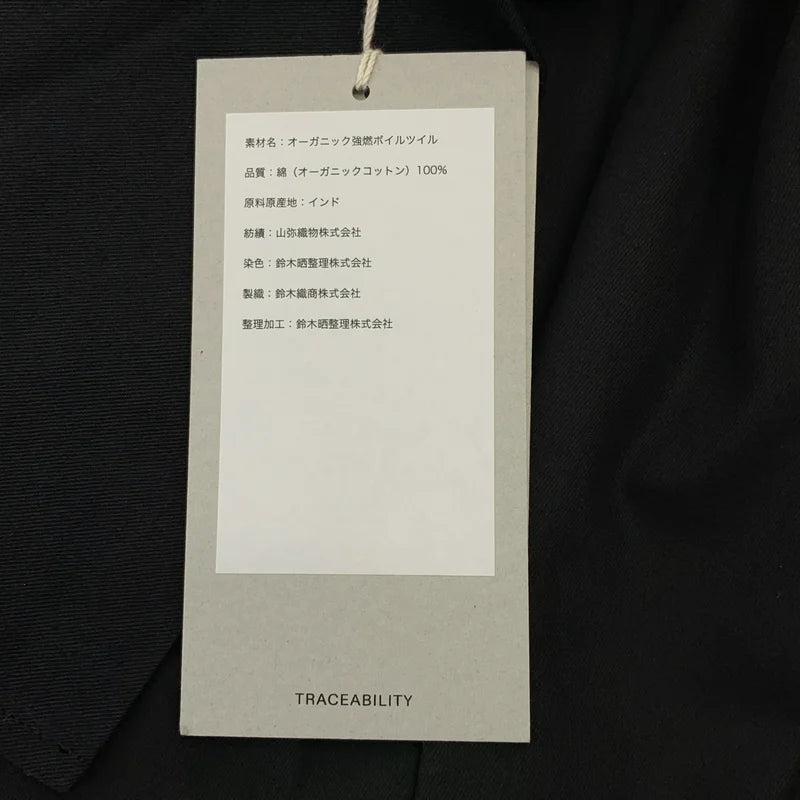 素材名：オーガニック強燃ボイルツイル
品質：綿（オーガニックコットン）100%
原料原産地：インド
紡績：山弥織物株式会社
染色：鈴木晒整理株式会社
製織：鈴木織商株式会社
整理加工：鈴木晒整理株式会社
TRACEABILITY